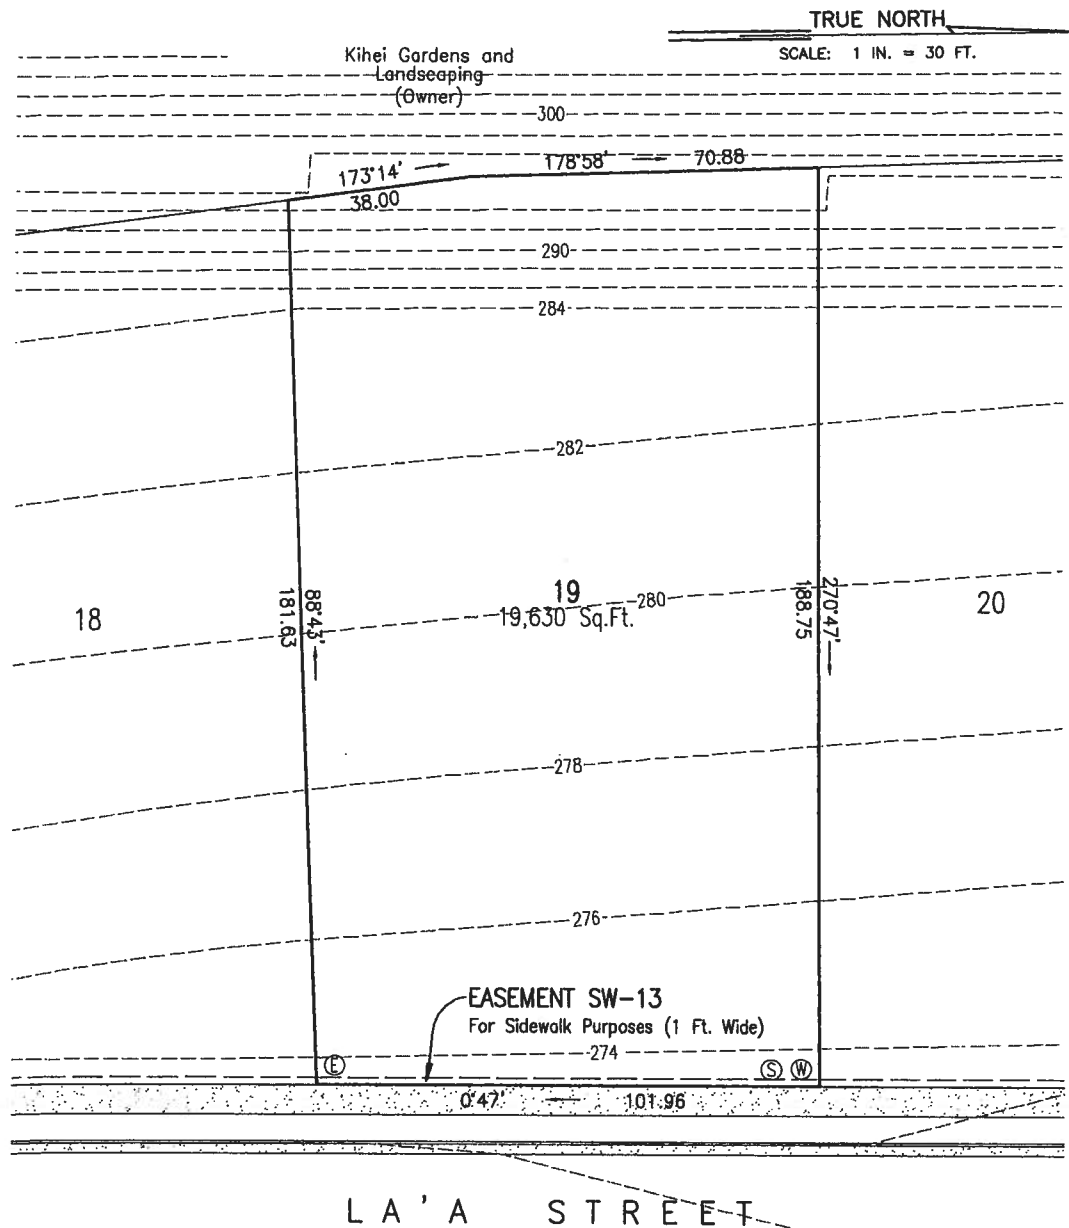 TRUE NORTH
SCALE: 1 IN. = 30 FT.
Kihei Gardens and
Landscaping
(Owner)
300
173°14'
38.00
178°58'
70.88
290
284
282
18
181.63
88°43'
19
19,630 Sq.Ft.
280
188.75
270°47'
20
278
276
EASEMENT SW-13
For Sidewalk Purposes (1 Ft. Wide)
274
E
S
W
0°47'
101.96
LA'A STREET